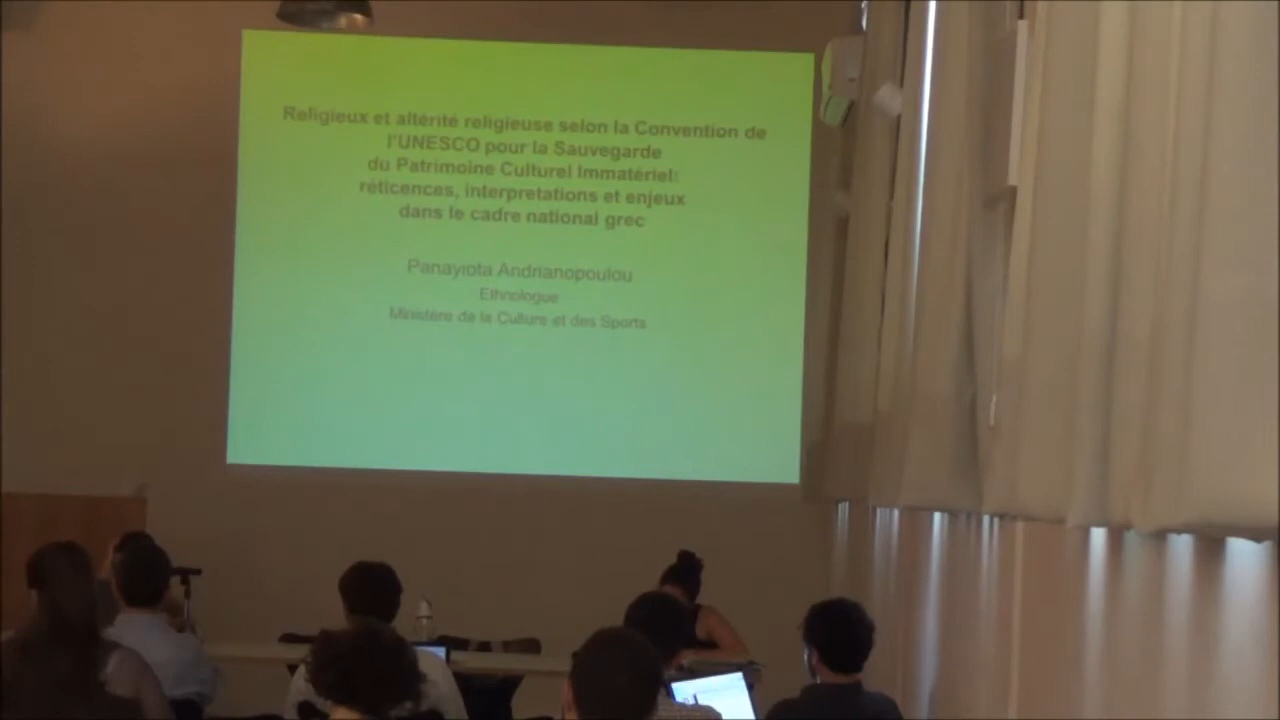 Religieux et altérité religieuse selon la Convention de
l'UNESCO pour la Sauvegarde
du Patrimoine Culturel Immatériel:
réticences, interpretations et enjeux
dans le cadre national grec
Panayiota Andrianopoulou
Ethnologue
Ministère de la Culture et des Sports